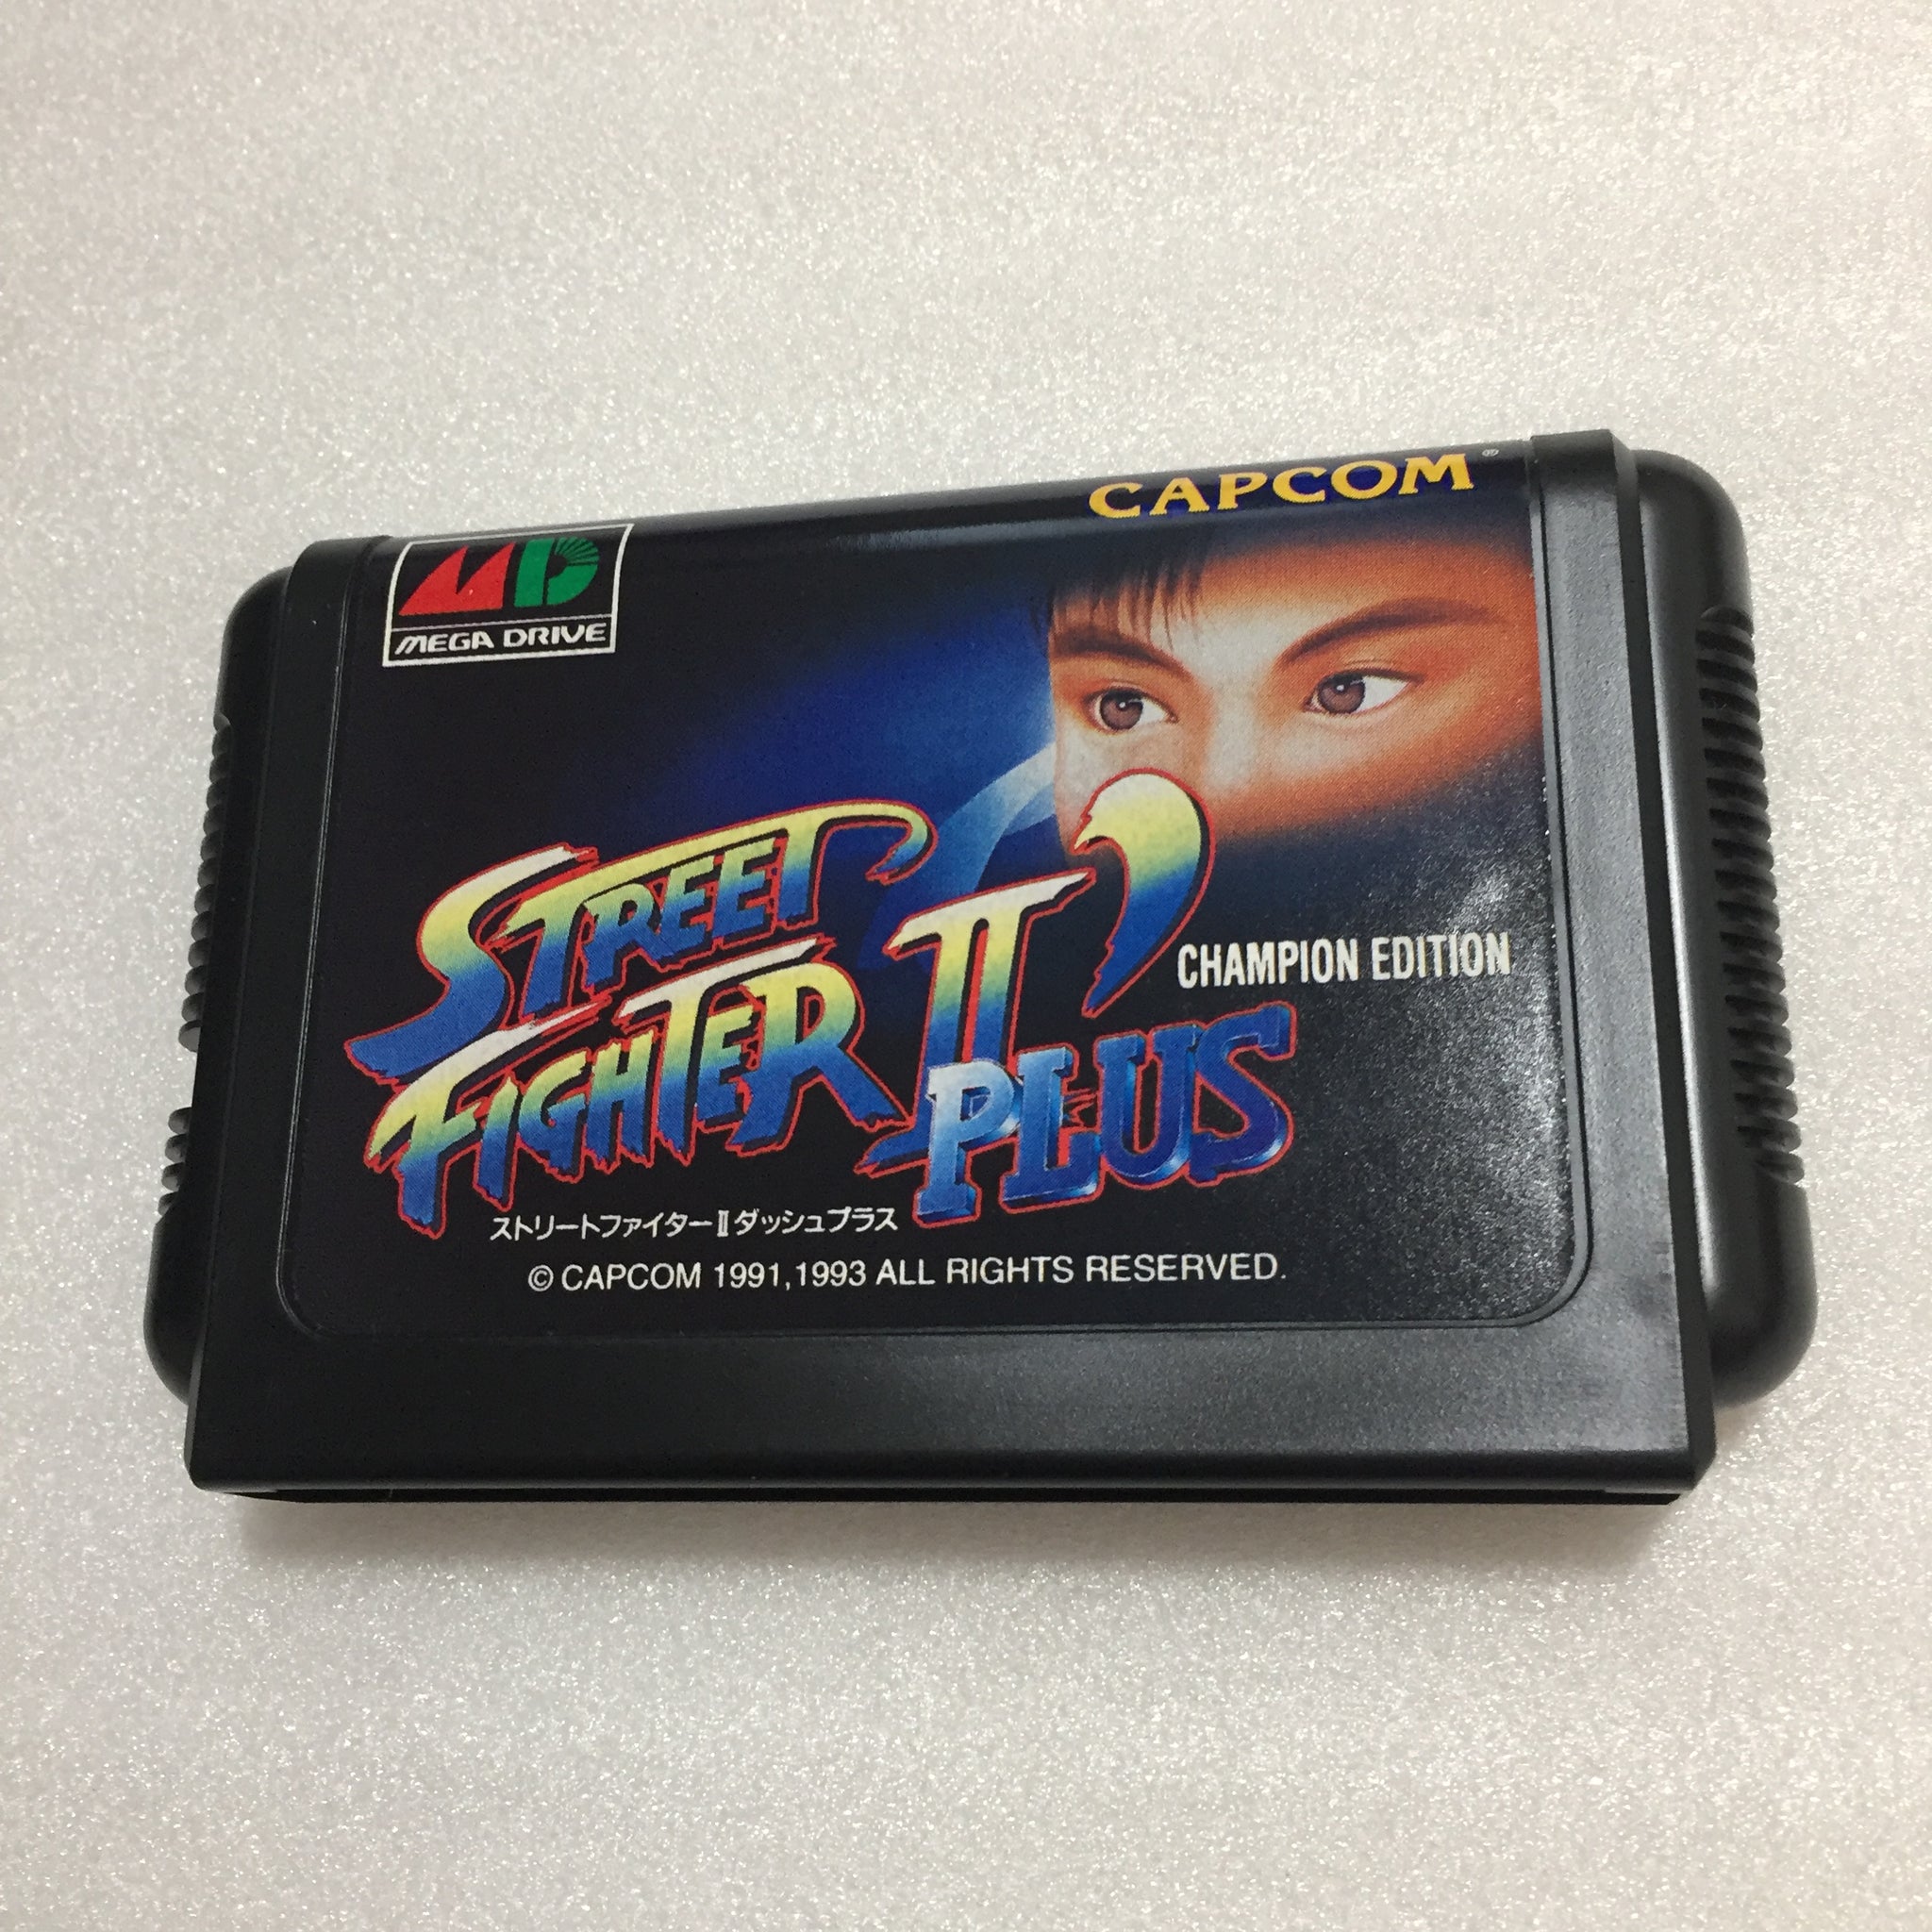 CAPCOM®
MD
MEGA DRIVE
STREET
FIGHTER II'
CHAMPION EDITION
PLUS
ストリートファイターⅡダッシュプラス
© CAPCOM 1991,1993 ALL RIGHTS RESERVED.